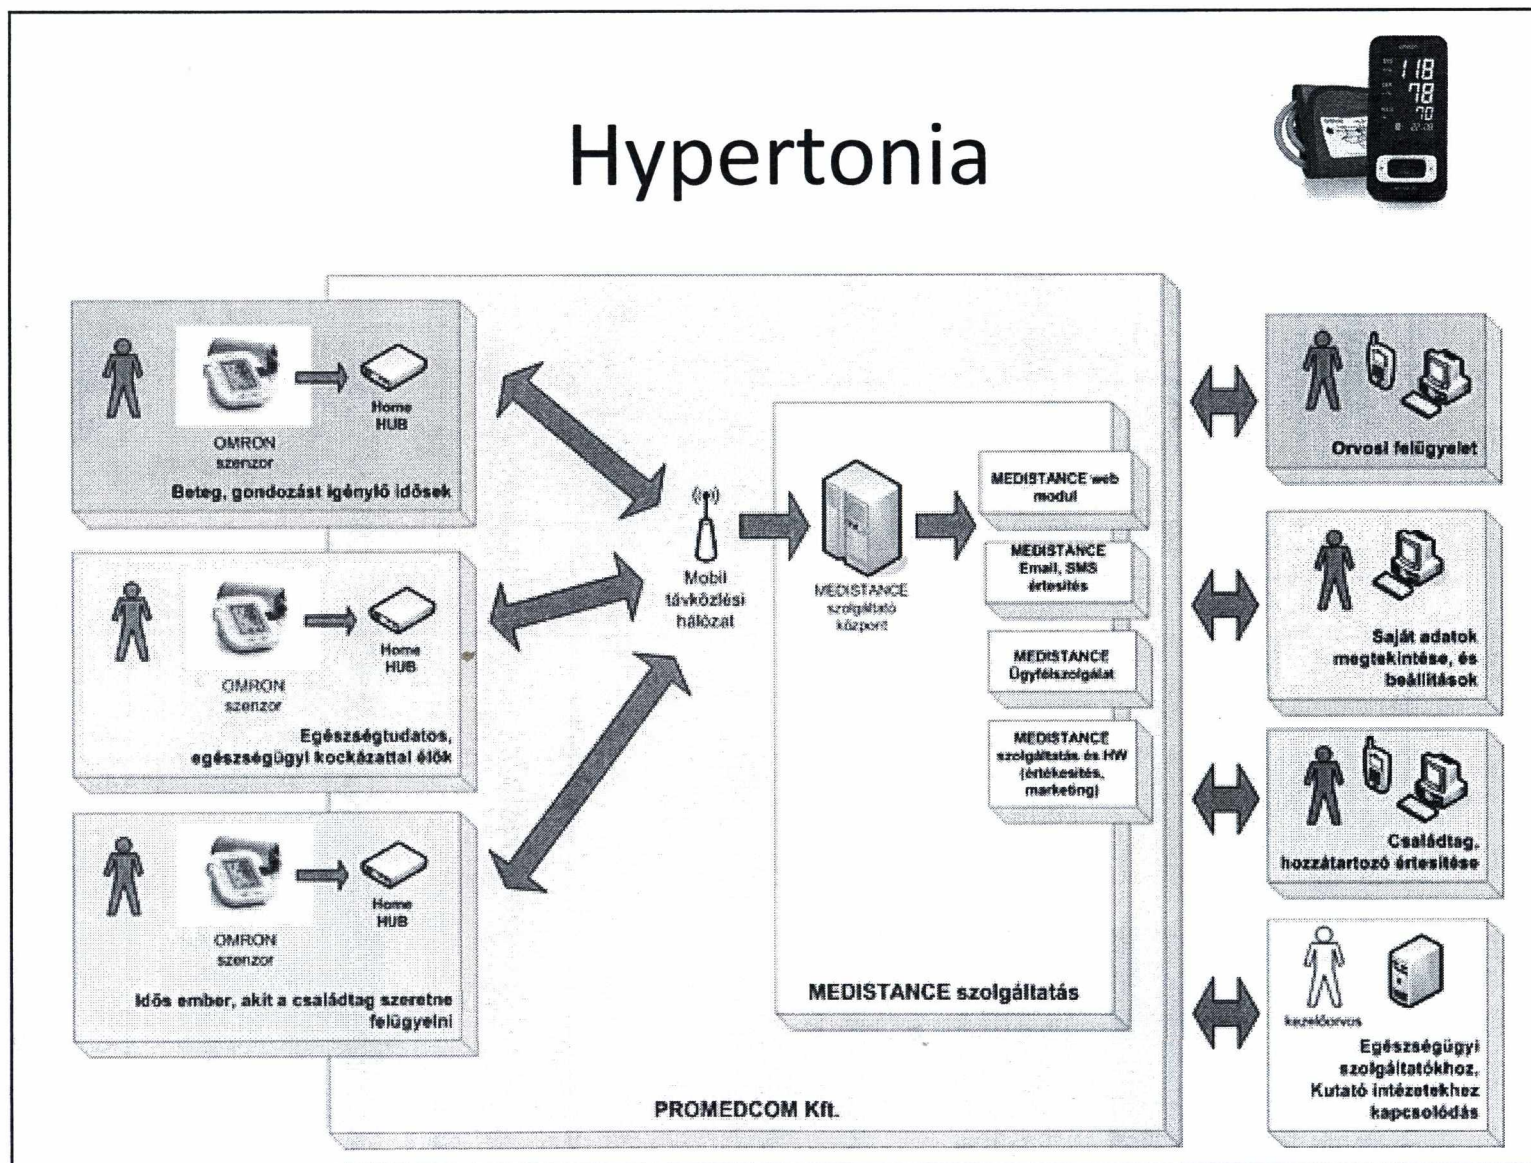 Hypertonia
118
78
70
Home
HUB
OMRON
szenzor
Beteg, gondozást igénylő idősek
Home
HUB
OMRON
szenzor
Egészségtudatos,
egészségügyi kockázattal élők
Home
HUB
OMRON
szenzor
Idős ember, akit a családtag szeretne
felügyelni
Mobil
távközlési
hálózat
MEDISTANCE
szolgáltató
központ
MEDISTANCE web
modul
MEDISTANCE
Email, SMS
értesítés
MEDISTANCE
Ügyfélszolgálat
MEDISTANCE
szolgáltatás és HW
(értékesítés,
marketing)
MEDISTANCE szolgáltatás
PROMEDCOM Kft.
Orvosi felügyelet
Saját adatok
megtekintése, és
beállítások
Családtag,
hozzátartozó értesítése
kezelőorvos
Egészségügyi
szolgáltatókhoz,
Kutató intézetekhez
kapcsolódás